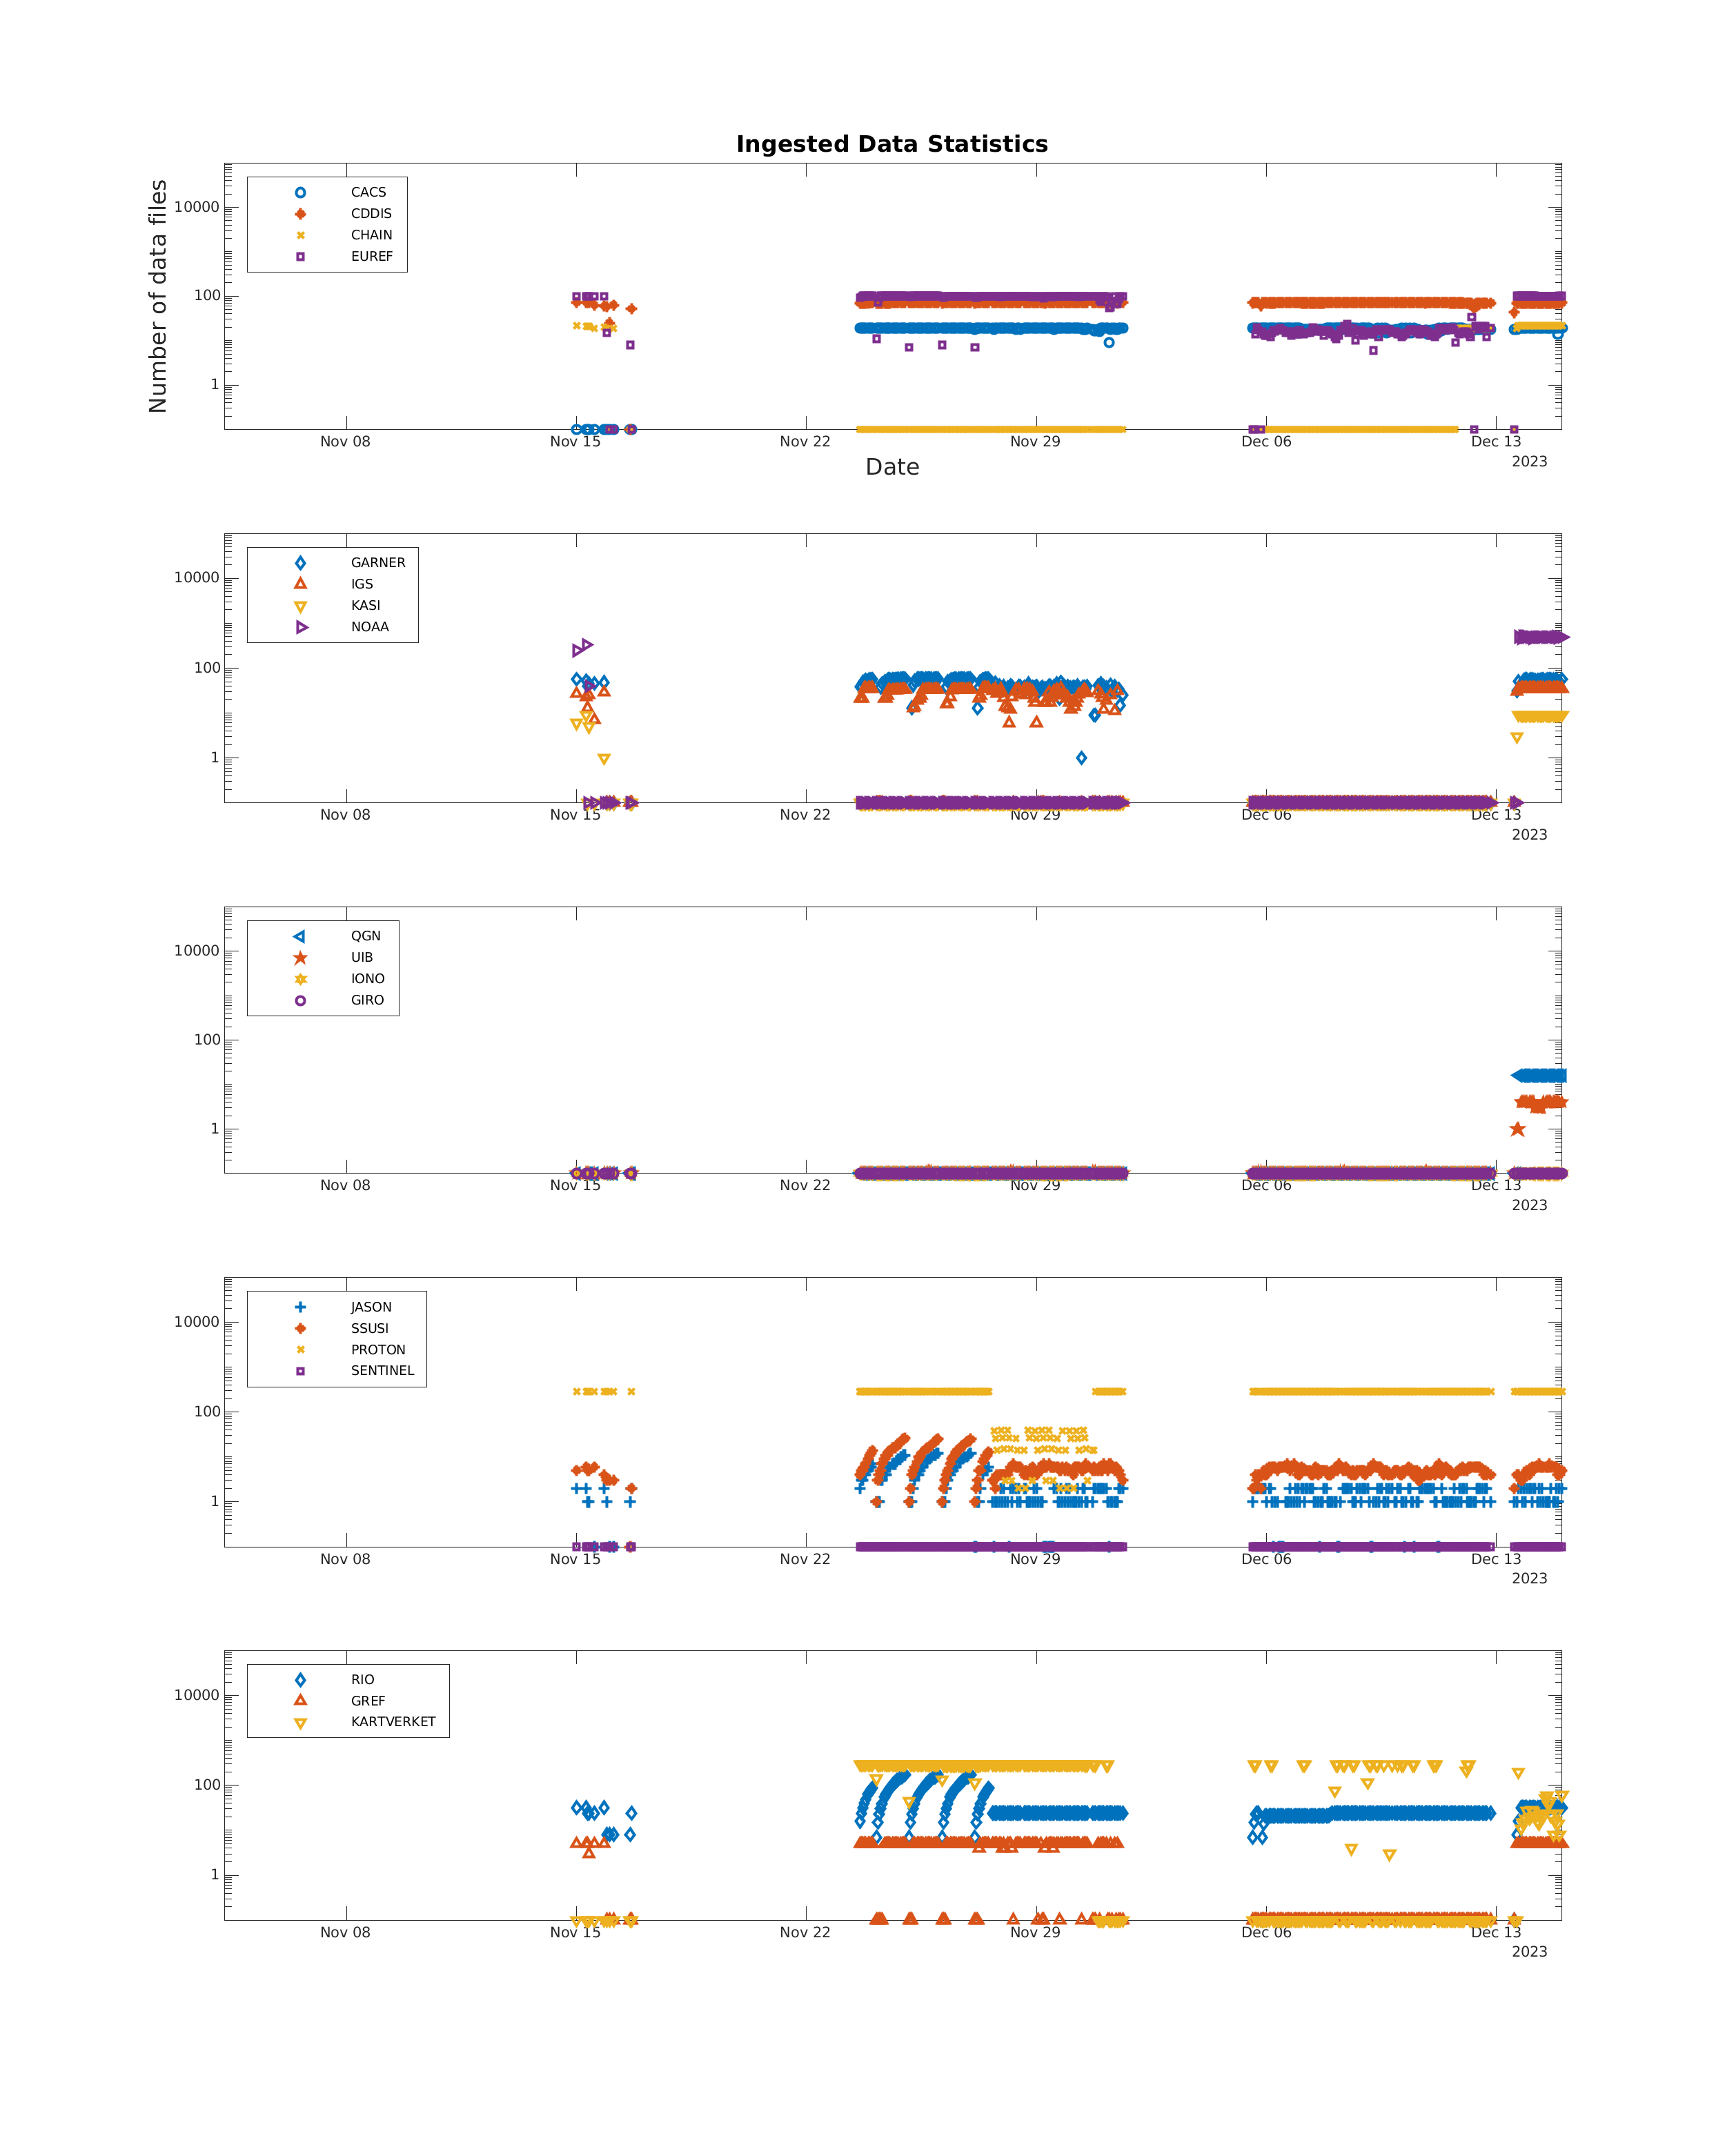 Ingested Data Statistics
Number of data files
10000
100
1
CACS
CDDIS
CHAIN
EUREF
Nov 08
Nov 15
Nov 22
Nov 29
Dec 06
Dec 13
2023
Date
10000
100
1
GARNER
IGS
KASI
NOAA
Nov 08
Nov 15
Nov 22
Nov 29
Dec 06
Dec 13
2023
10000
100
1
QGN
UIB
IONO
GIRO
Nov 08
Nov 15
Nov 22
Nov 29
Dec 06
Dec 13
2023
10000
100
1
JASON
SSUSI
PROTON
SENTINEL
Nov 08
Nov 15
Nov 22
Nov 29
Dec 06
Dec 13
2023
10000
100
1
RIO
GREF
KARTVERKET
Nov 08
Nov 15
Nov 22
Nov 29
Dec 06
Dec 13
2023